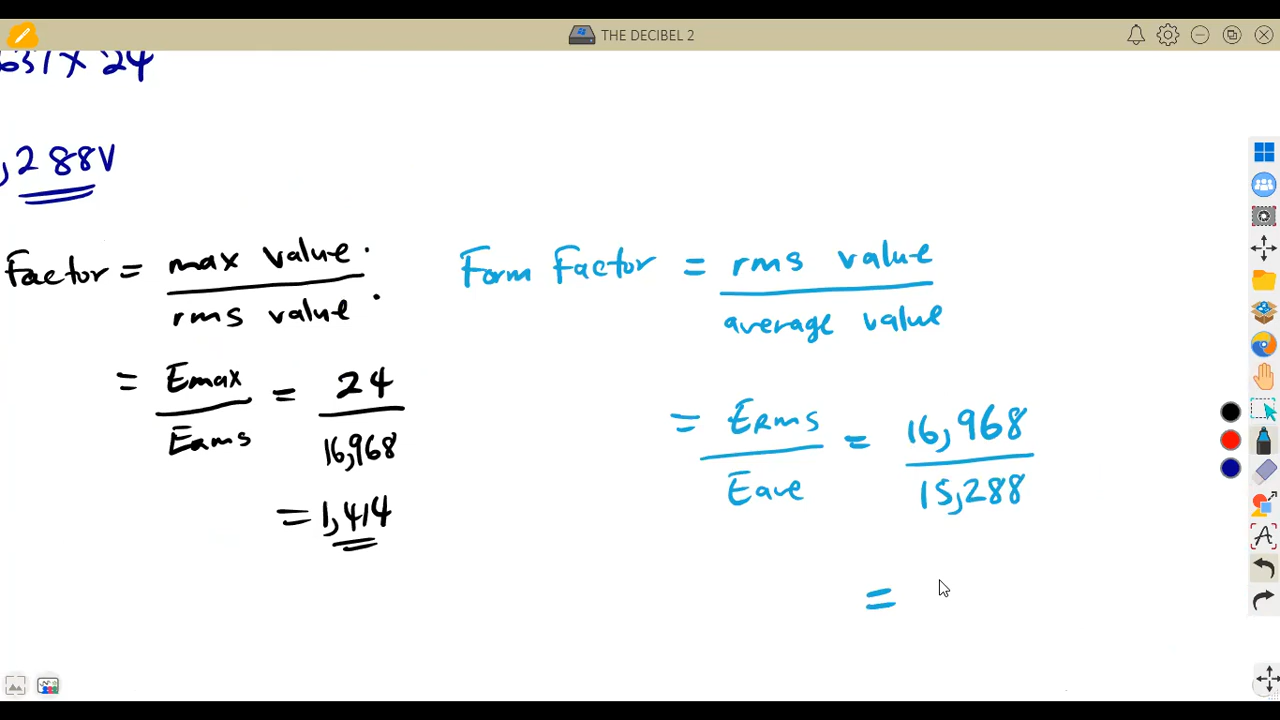 THE DECIBEL 2
637 × 24
,288V
Factor = max value.
rms value.
= Emax = 24
Erms 16,968
= 1,414
Form Factor = rms value
average value
= ERms = 16,968
Eave 15,288
=
A